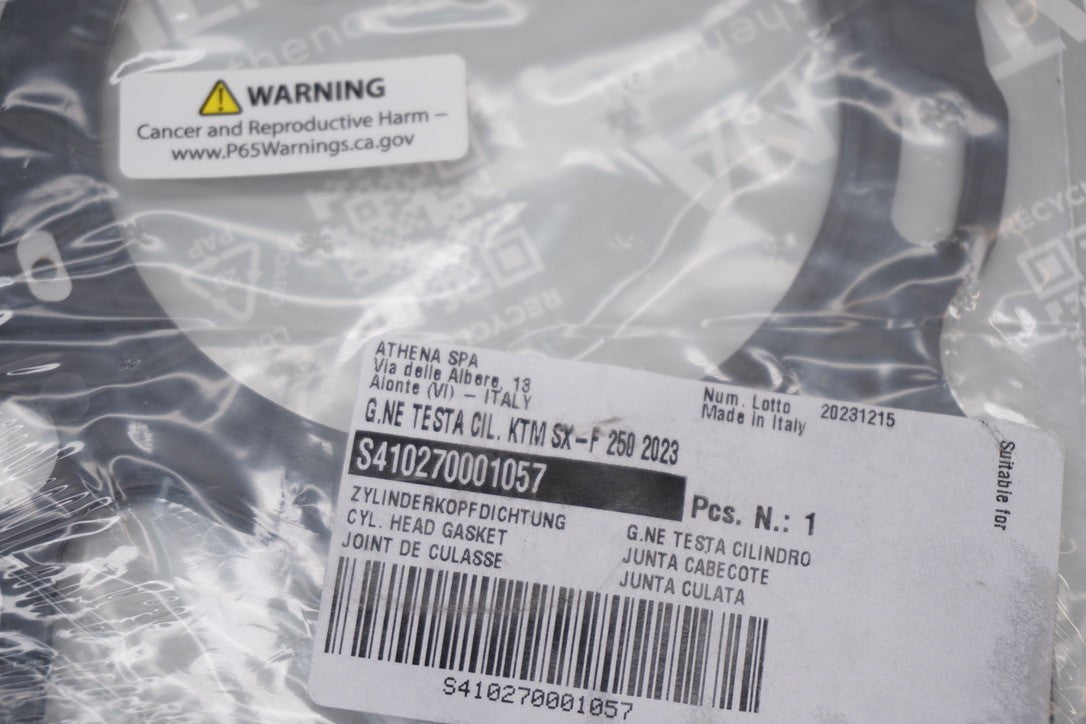 WARNING
Cancer and Reproductive Harm –
www.P65Warnings.ca.gov
RECYC
ATHENA SPA
Via delle Albere, 13
Alonte (VI) – ITALY
Num. Lotto 20231215
Made in Italy
G.NE TESTA CIL. KTM SX-F 250 2023
S410270001057
Pcs. N.: 1
Suitable for
ZYLINDERKOPFDICHTUNG
CYL. HEAD GASKET
JOINT DE CULASSE
G.NE TESTA CILINDRO
JUNTA CABECOTE
JUNTA CULATA
S410270001057